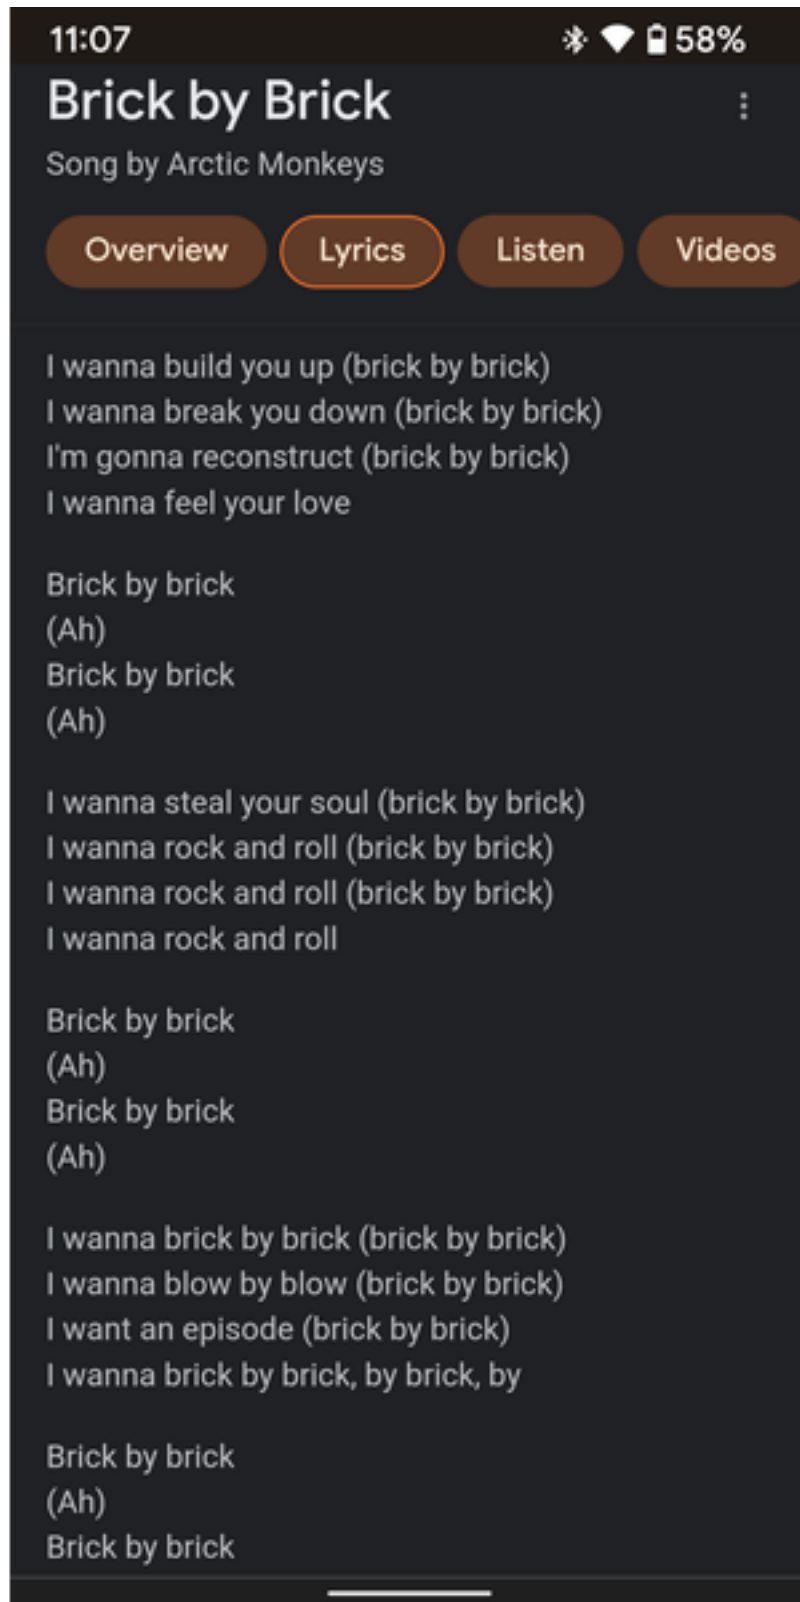 11:07
58%
Brick by Brick
Song by Arctic Monkeys
Overview Lyrics Listen Videos
I wanna build you up (brick by brick)
I wanna break you down (brick by brick)
I'm gonna reconstruct (brick by brick)
I wanna feel your love
Brick by brick
(Ah)
Brick by brick
(Ah)
I wanna steal your soul (brick by brick)
I wanna rock and roll (brick by brick)
I wanna rock and roll (brick by brick)
I wanna rock and roll
Brick by brick
(Ah)
Brick by brick
(Ah)
I wanna brick by brick (brick by brick)
I wanna blow by blow (brick by brick)
I want an episode (brick by brick)
I wanna brick by brick, by brick, by
Brick by brick
(Ah)
Brick by brick